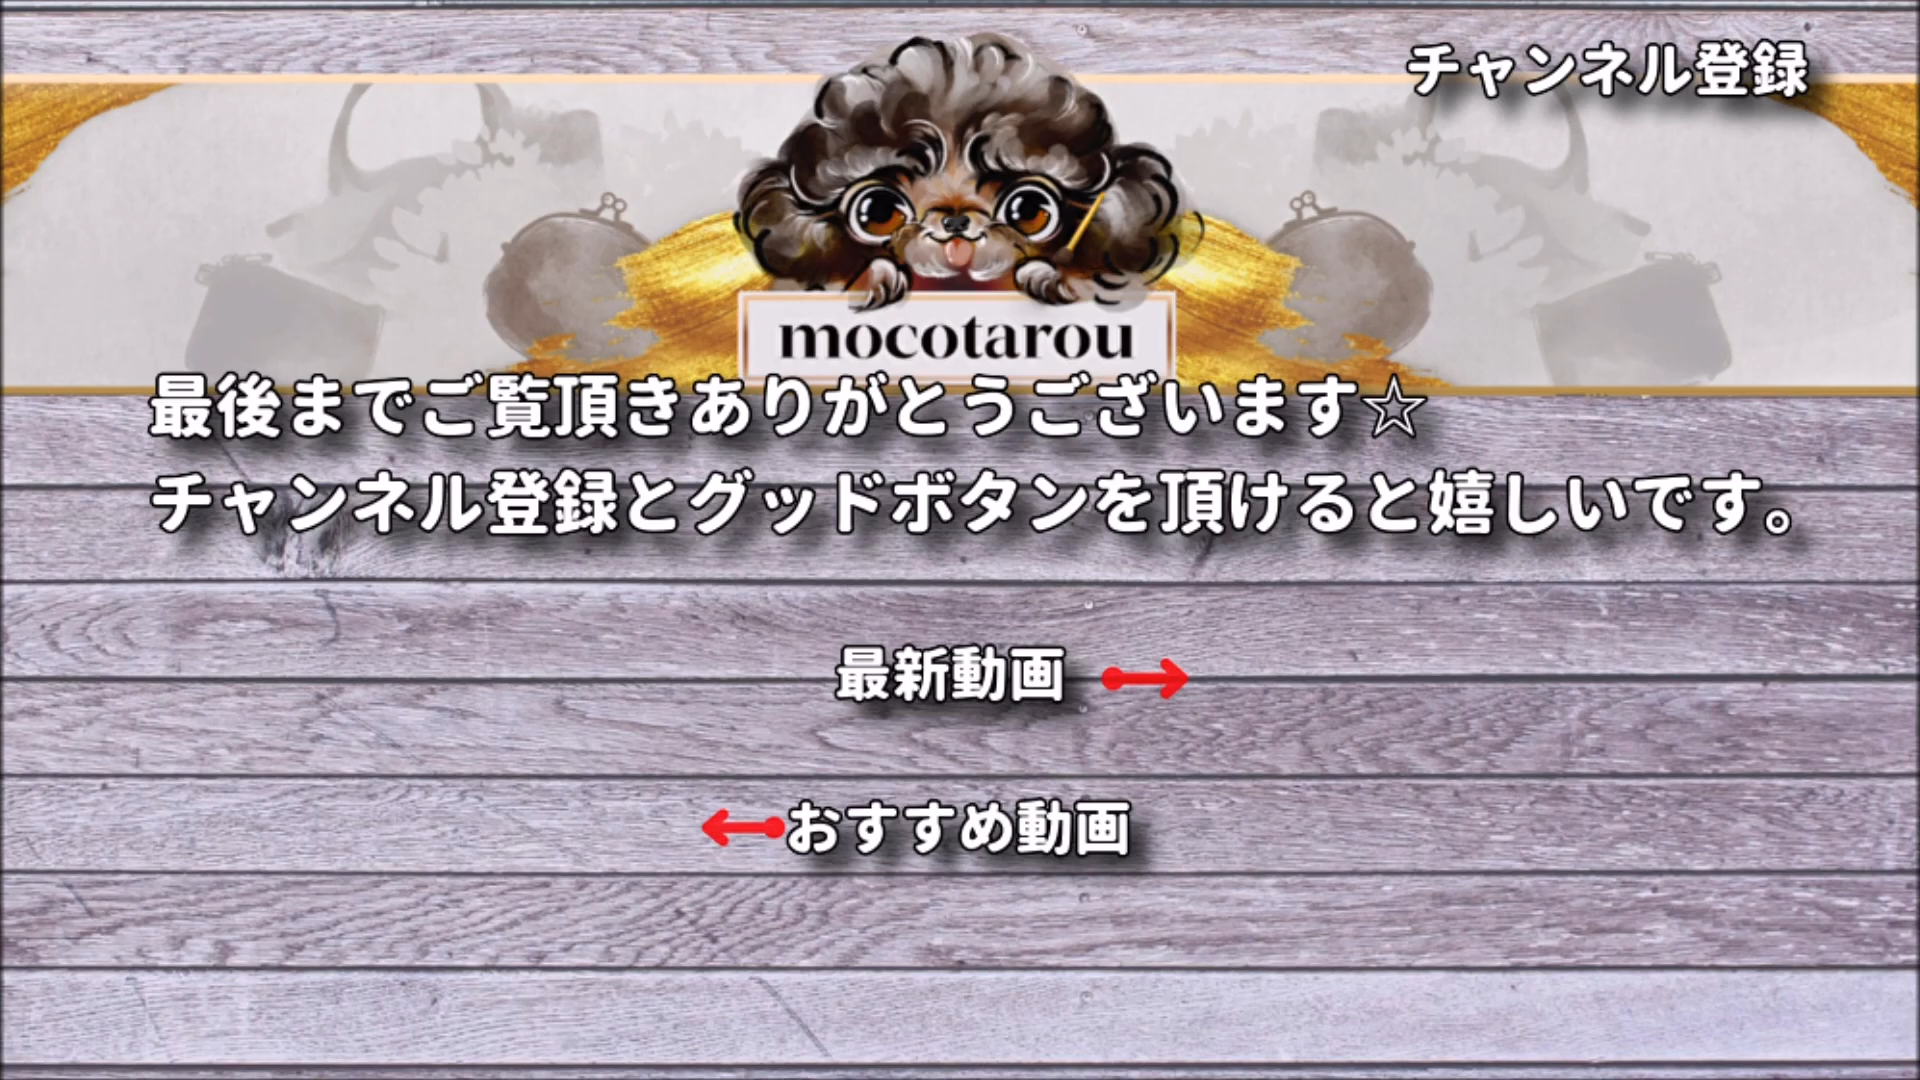 チャンネル登録
mocotarou
最後までご覧頂きありがとうございます☆
チャンネル登録とグッドボタンを頂けると嬉しいです。
最新動画
おすすめ動画